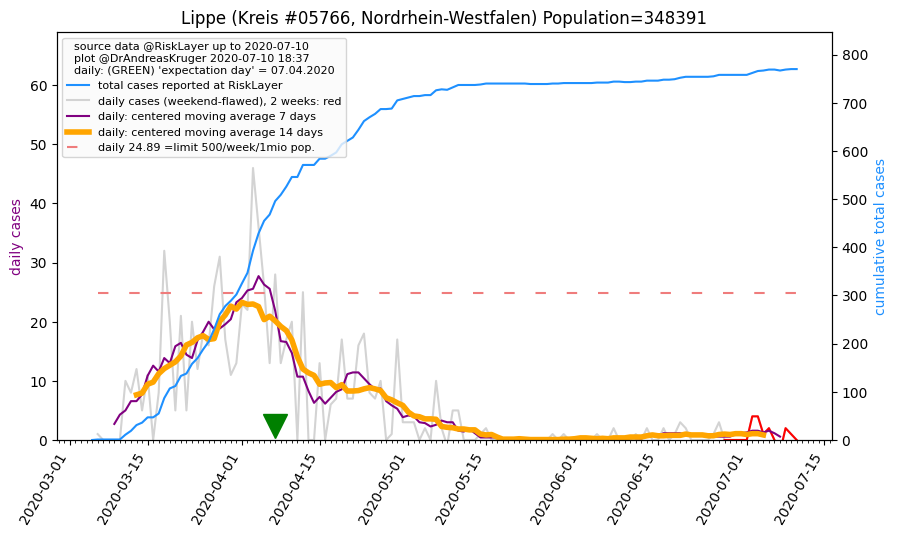 Lippe (Kreis #05766, Nordrhein-Westfalen) Population=348391
source data @RiskLayer up to 2020-07-10
plot @DrAndreasKruger 2020-07-10 18:37
daily: (GREEN) 'expectation day' = 07.04.2020
total cases reported at RiskLayer
daily cases (weekend-flawed), 2 weeks: red
daily: centered moving average 7 days
daily: centered moving average 14 days
daily 24.89 =limit 500/week/1mio pop.
daily cases
60
50
40
30
20
10
0
cumulative total cases
800
700
600
500
400
300
200
100
0
2020-03-01
2020-03-15
2020-04-01
2020-04-15
2020-05-01
2020-05-15
2020-06-01
2020-06-15
2020-07-01
2020-07-15